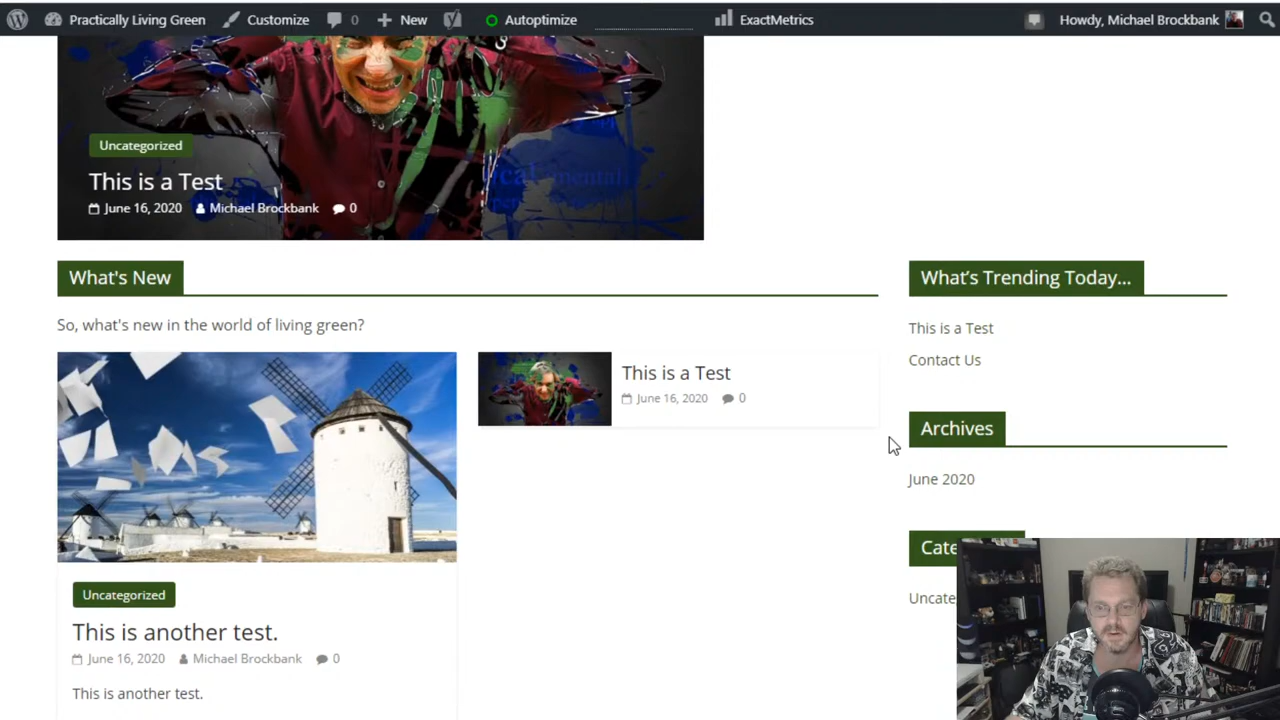 Practically Living Green Customize 0 New Autoptimize ExactMetrics Howdy, Michael Brockbank
Uncategorized
This is a Test
June 16, 2020 Michael Brockbank 0
What's New
So, what's new in the world of living green?
This is a Test
June 16, 2020 0
Uncategorized
This is another test.
June 16, 2020 Michael Brockbank 0
This is another test.
What's Trending Today...
This is a Test
Contact Us
Archives
June 2020
Cate
Uncate